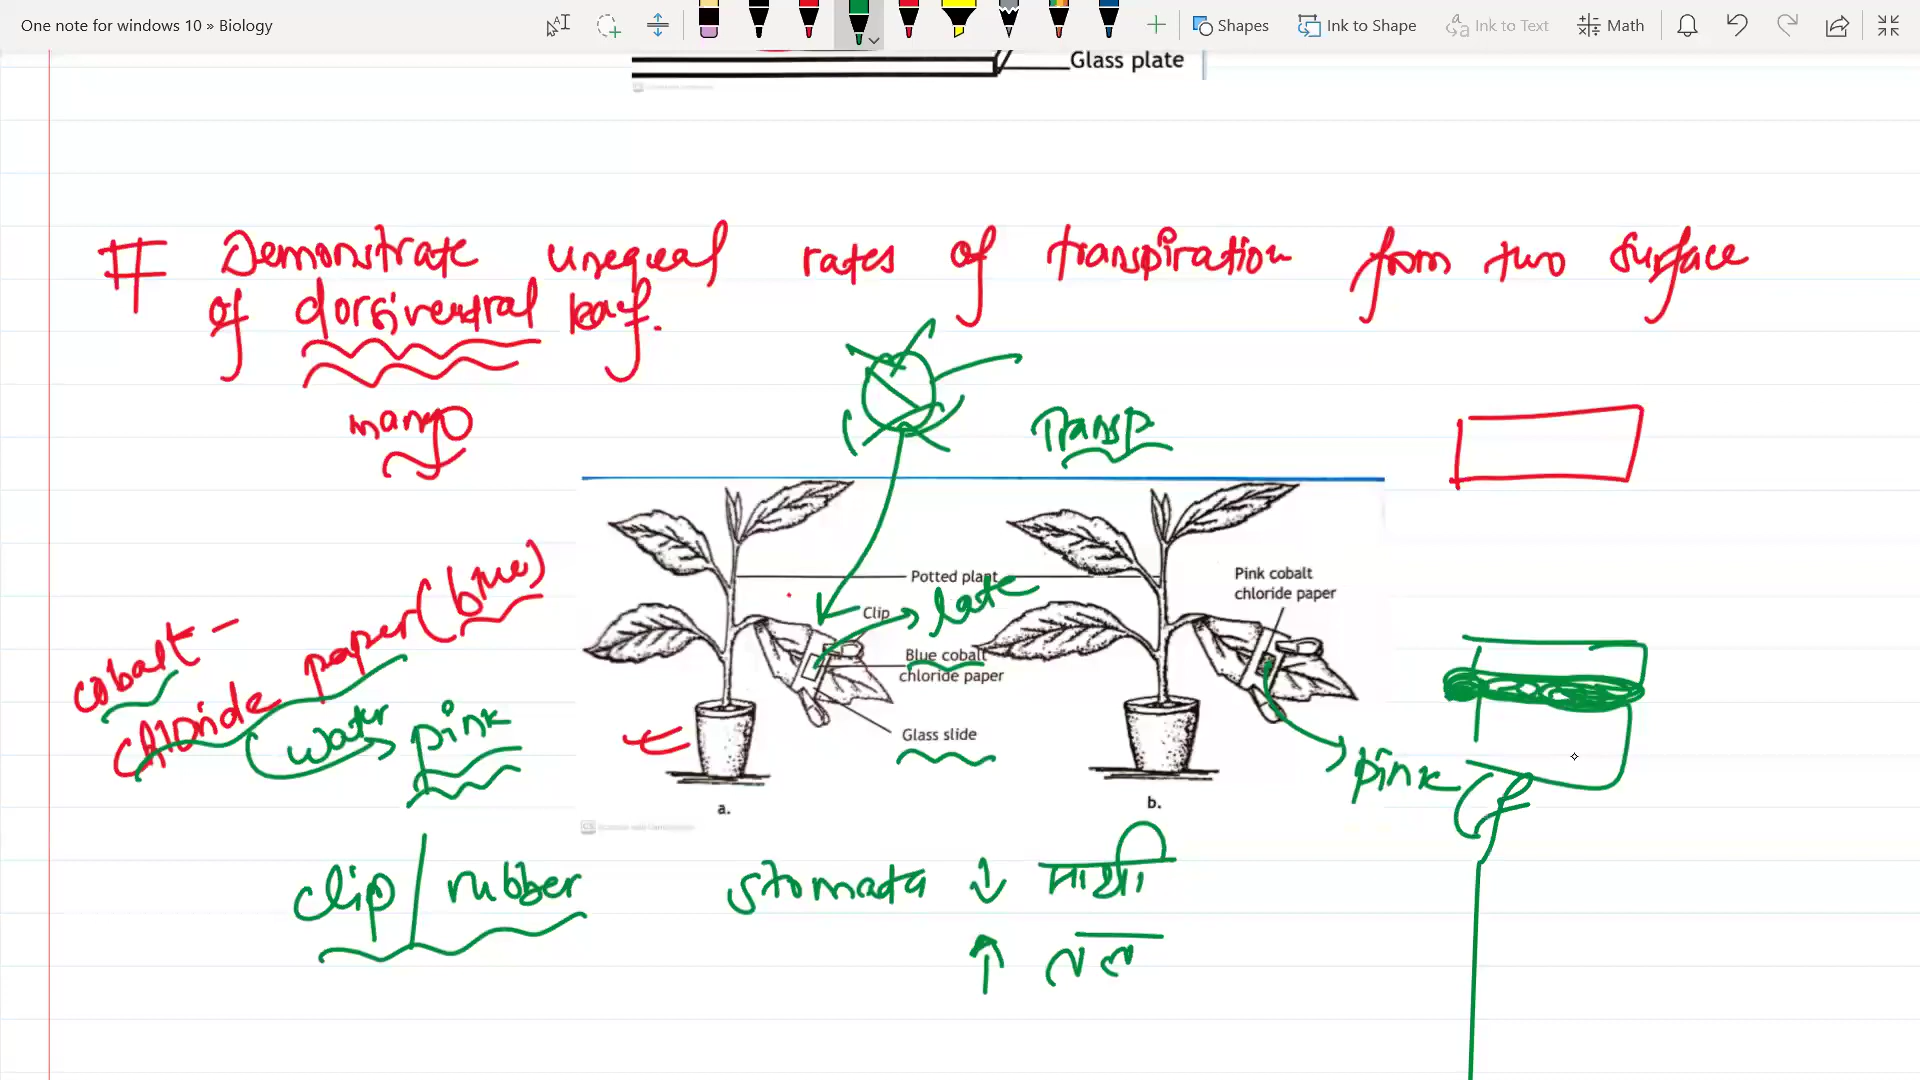 One note for windows 10 » Biology
Shapes
Ink to Shape
Ink to Text
Math
Glass plate
# Demonstrate unequal rates of transpiration from two surface
of dorsiventral leaf.
mango
Transp
Potted plant
Clip
late
Blue cobalt
chloride paper
Glass slide
a.
Pink cobalt
chloride paper
b.
pink
cobalt -
chloride paper (blue)
water pink
clip | rubber
stomata ↓ माथी
↑ तल